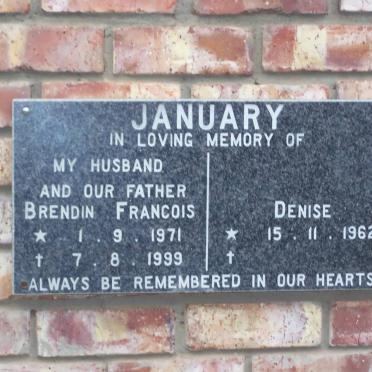 JANUARY
IN LOVING MEMORY OF
MY HUSBAND
AND OUR FATHER
BRENDIN FRANCOIS
★ 1 . 9 . 1971
† 7 . 8 . 1999
DENISE
★ 15 . 11 . 1962
†
ALWAYS BE REMEMBERED IN OUR HEARTS